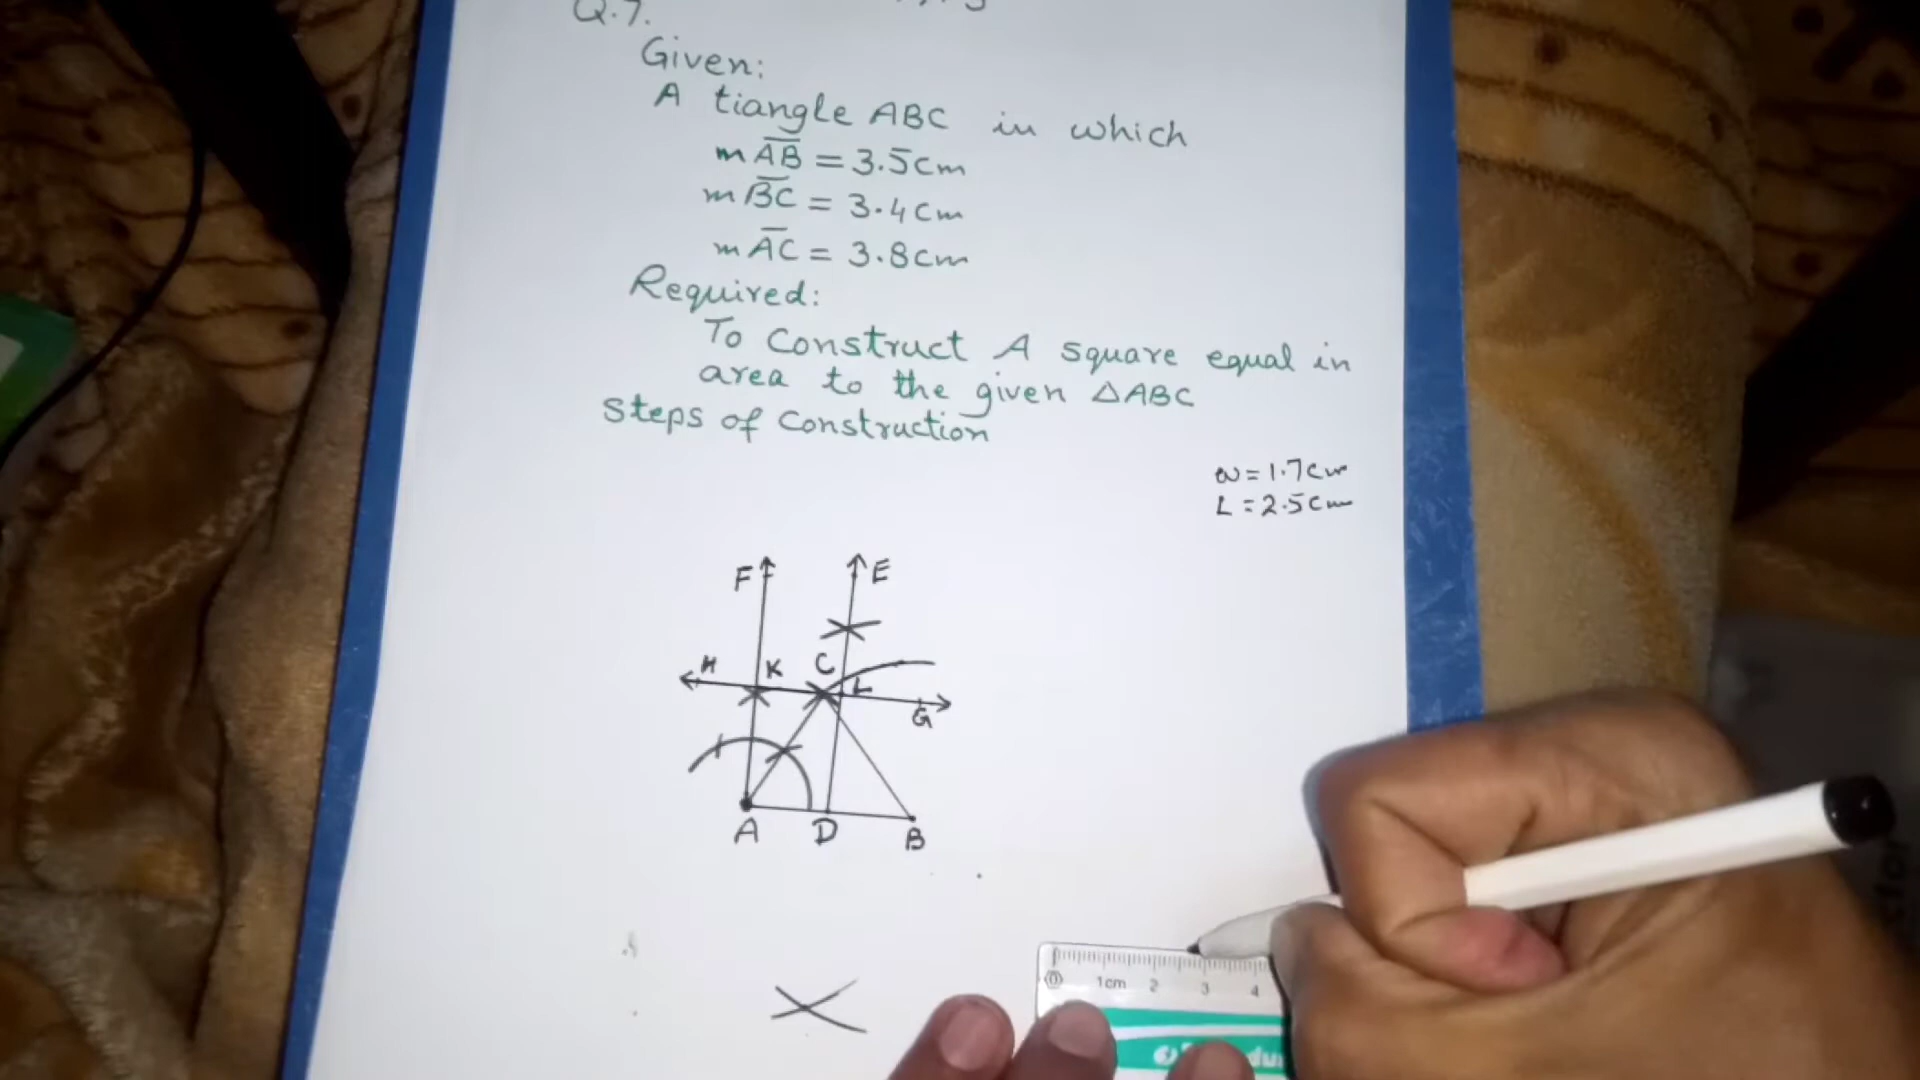 Q.7.
Given:
A tiangle ABC in which
mAB = 3.5cm
mBC = 3.4cm
mAC = 3.8cm
Required:
To Construct A square equal in
area to the given △ABC
Steps of Construction
w = 1.7cm
L = 2.5cm
F E
H K C L
G
A D B
0 1cm 2 3 4